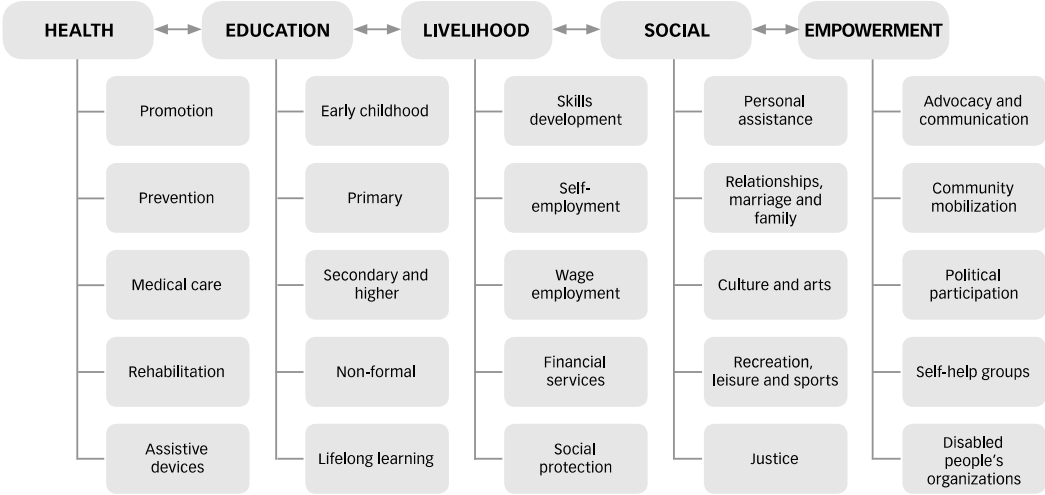 HEALTH
EDUCATION
LIVELIHOOD
SOCIAL
EMPOWERMENT
Promotion
Prevention
Medical care
Rehabilitation
Assistive
devices
Early childhood
Primary
Secondary and
higher
Non-formal
Lifelong learning
Skills
development
Self-
employment
Wage
employment
Financial
services
Social
protection
Personal
assistance
Relationships,
marriage and
family
Culture and arts
Recreation,
leisure and sports
Justice
Advocacy and
communication
Community
mobilization
Political
participation
Self-help groups
Disabled
people's
organizations